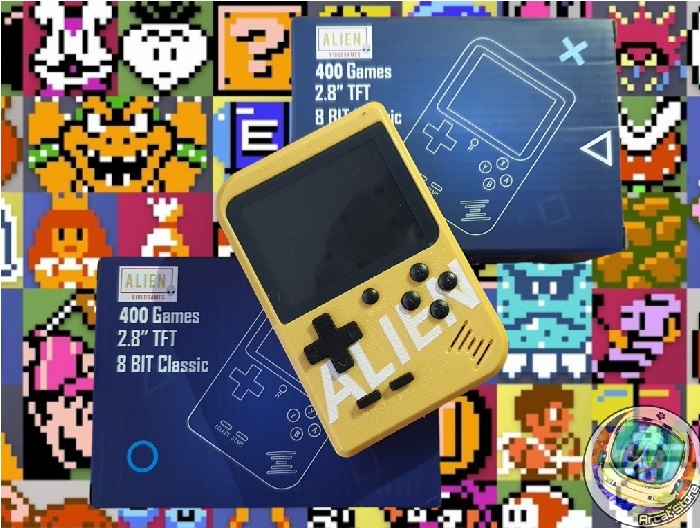 ALIEN
VIDEOGAMES
400 Games
2.8" TFT
8 BIT Classic
X
Y
A
B
ALIEN
ALIEN
VIDEOGAMES
400 Games
2.8" TFT
8 BIT Classic
E